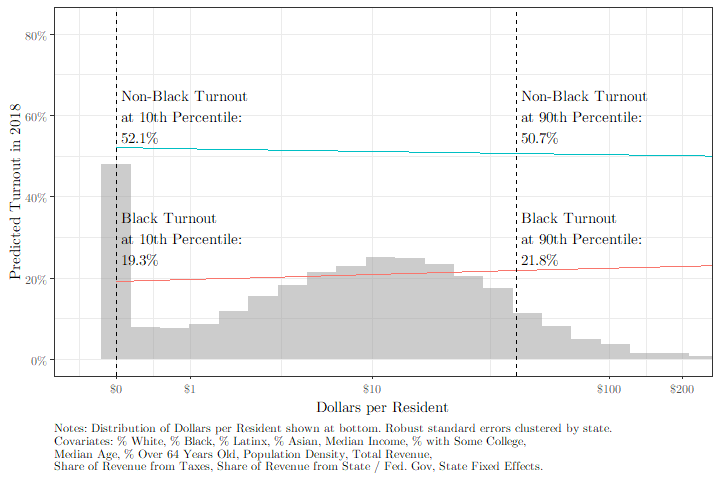 80%
60%
40%
20%
0%
Predicted Turnout in 2018
Non-Black Turnout
at 10th Percentile:
52.1%
Non-Black Turnout
at 90th Percentile:
50.7%
Black Turnout
at 10th Percentile:
19.3%
Black Turnout
at 90th Percentile:
21.8%
$0
$1
$10
$100
$200
Dollars per Resident
Notes: Distribution of Dollars per Resident shown at bottom. Robust standard errors clustered by state.
Covariates: % White, % Black, % Latinx, % Asian, Median Income, % with Some College,
Median Age, % Over 64 Years Old, Population Density, Total Revenue,
Share of Revenue from Taxes, Share of Revenue from State / Fed. Gov, State Fixed Effects.